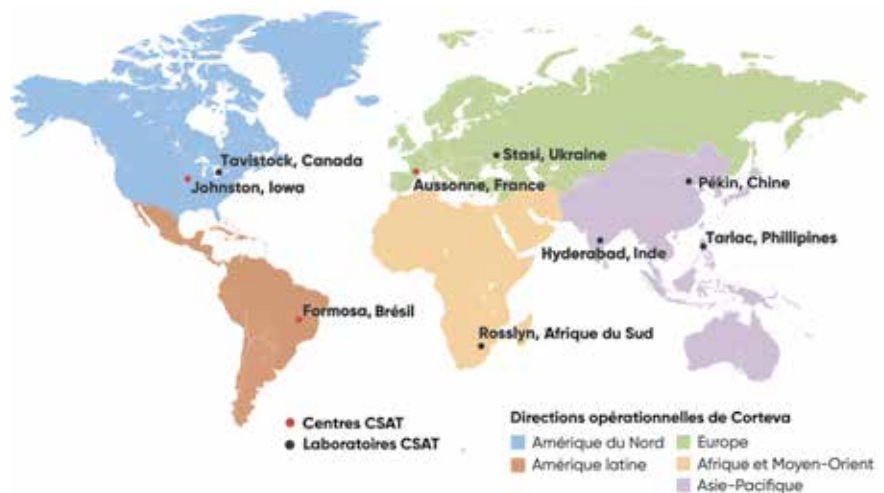 Tavistock, Canada
Johnston, Iowa
Stasi, Ukraine
Aussonne, France
Pékin, Chine
Tarlac, Phillipines
Hyderabad, Inde
Formosa, Brésil
Rosslyn, Afrique du Sud
Centres CSAT
Laboratoires CSAT
Directions opérationnelles de Corteva
Amérique du Nord
Europe
Amérique latine
Afrique et Moyen-Orient
Asie-Pacifique